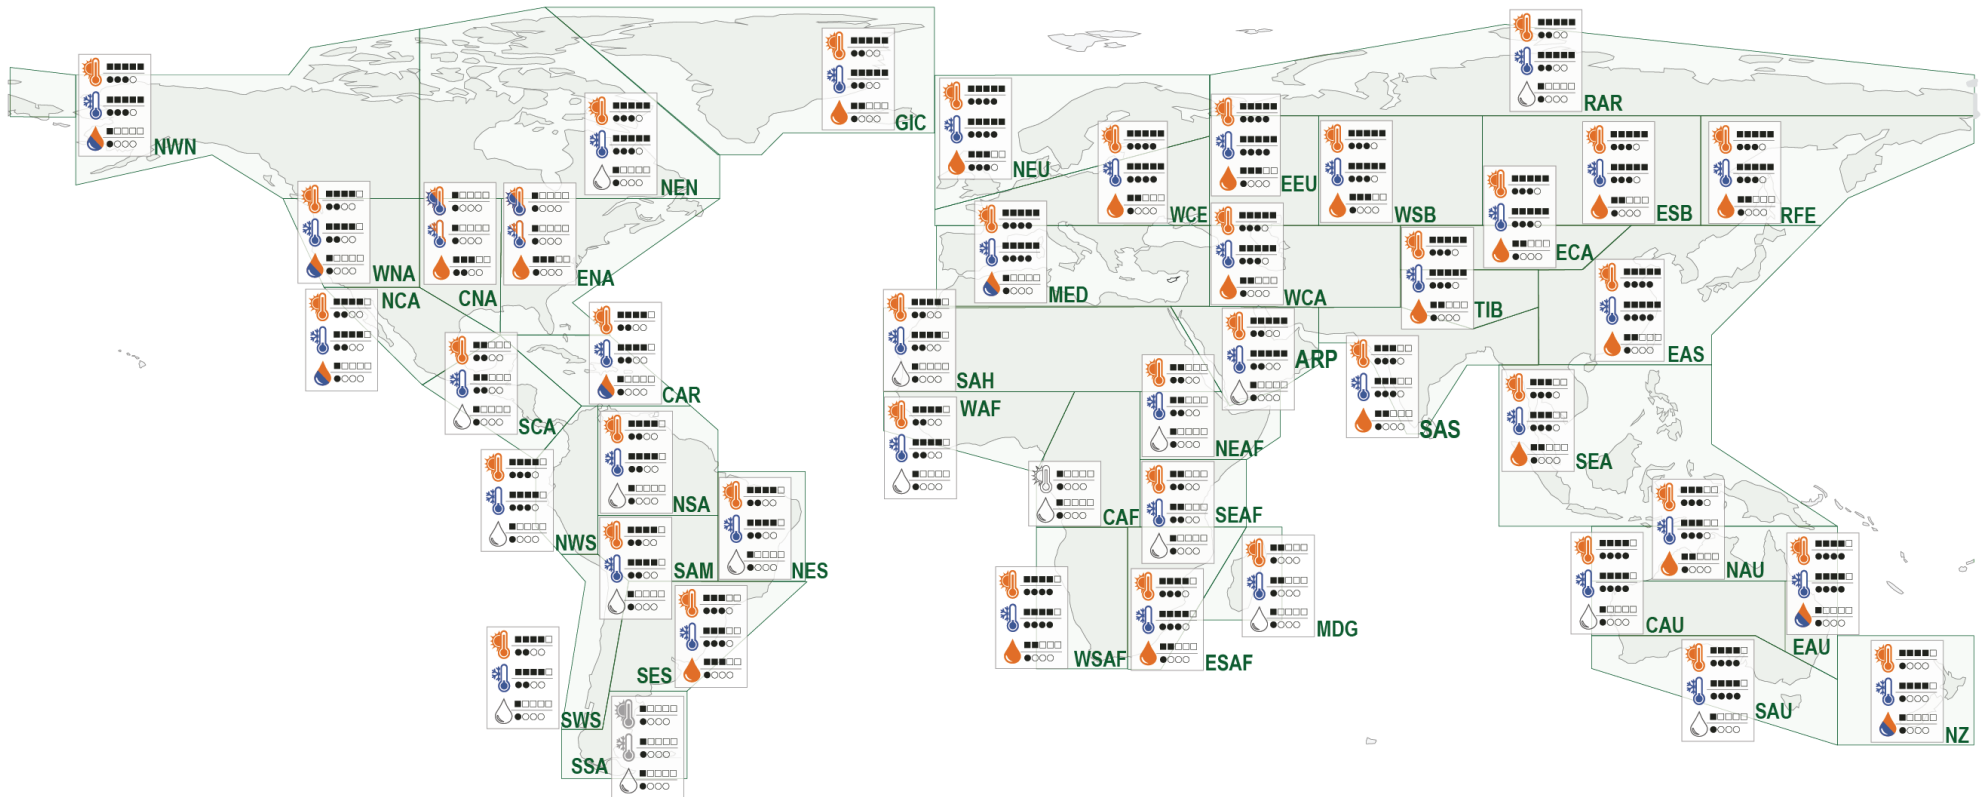 RAR
GIC
NWN
NEU
NEN
EEU
WCE
WSB
ESB
RFE
ECA
WNA
CNA
ENA
NCA
MED
WCA
TIB
EAS
ARP
SAH
CAR
WAF
SCA
SAS
NEAF
SEA
NSA
CAF
SEAF
NWS
SAM
NES
NAU
MDG
CAU
WSAF
ESAF
EAU
SES
SWS
SAU
NZ
SSA